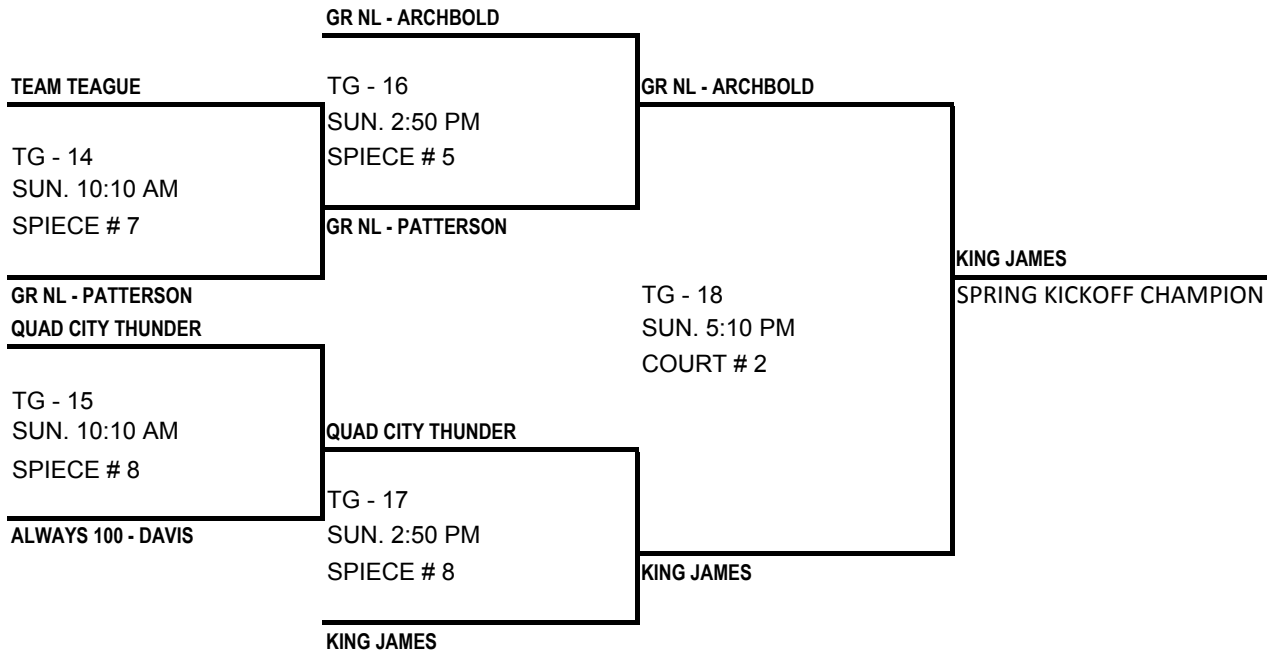 GR NL - ARCHBOLD
TEAM TEAGUE
TG - 16
GR NL - ARCHBOLD
SUN. 2:50 PM
TG - 14
SPIECE # 5
SUN. 10:10 AM
SPIECE # 7
GR NL - PATTERSON
KING JAMES
GR NL - PATTERSON
TG - 18
SPRING KICKOFF CHAMPION
QUAD CITY THUNDER
SUN. 5:10 PM
COURT # 2
TG - 15
SUN. 10:10 AM
QUAD CITY THUNDER
SPIECE # 8
TG - 17
ALWAYS 100 - DAVIS
SUN. 2:50 PM
SPIECE # 8
KING JAMES
KING JAMES